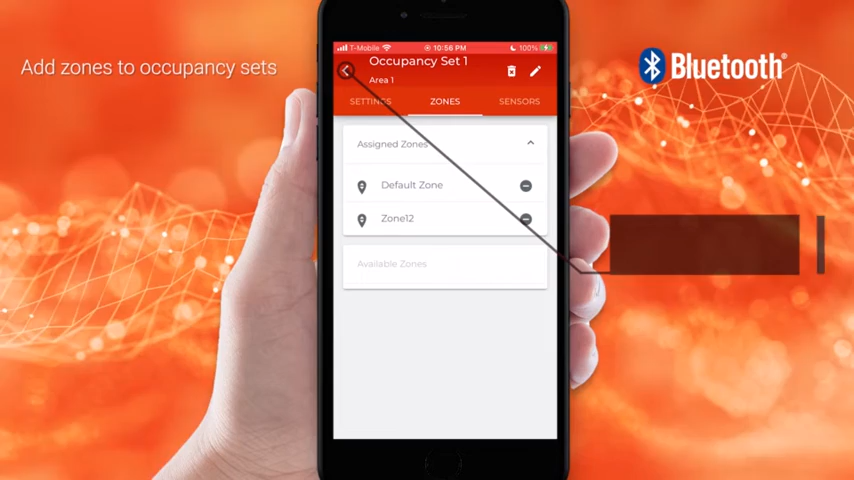 Add zones to occupancy sets
Bluetooth®
T-Mobile
10:56 PM
100%
Occupancy Set 1
Area 1
SETTINGS
ZONES
SENSORS
Assigned Zones
Default Zone
Zone12
Available Zones